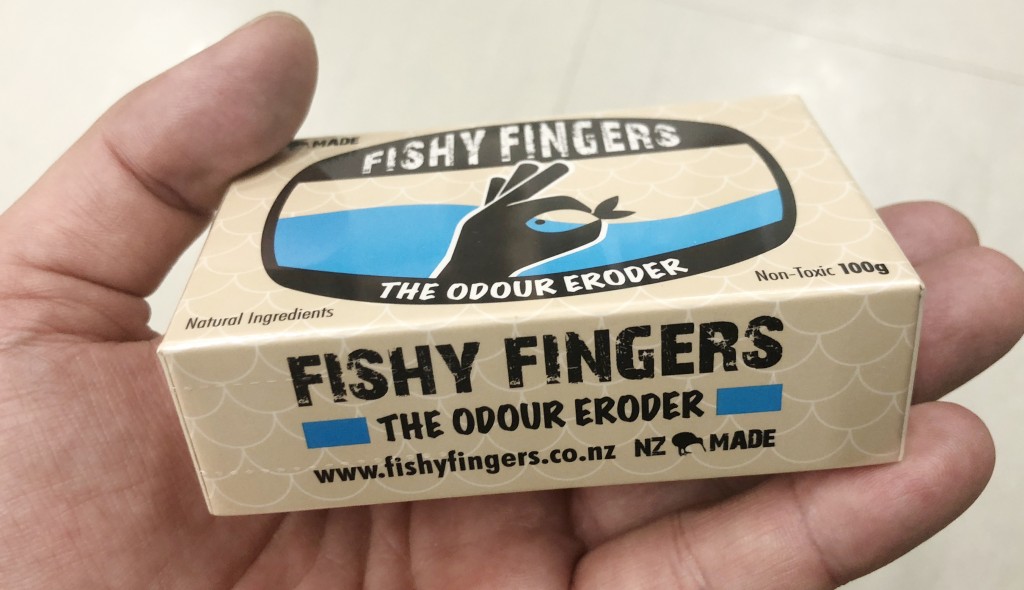 MADE
FISHY FINGERS
THE ODOUR ERODER
Natural Ingredients
Non-Toxic 100g
FISHY FINGERS
THE ODOUR ERODER
www.fishyfingers.co.nz NZ MADE